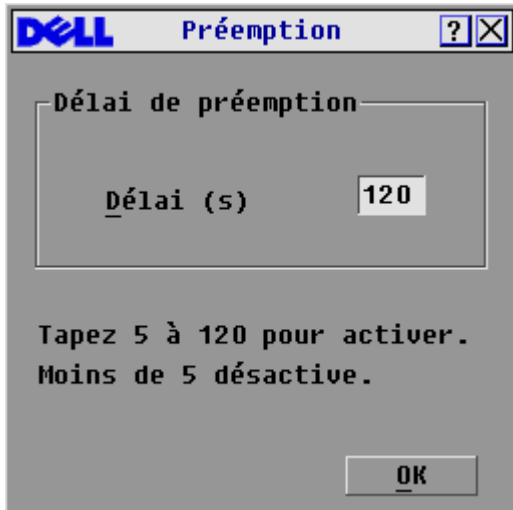 DELL Préemption ?
Délai de préemption
Délai (s) 120
Tapez 5 à 120 pour activer.
Moins de 5 désactive.
OK